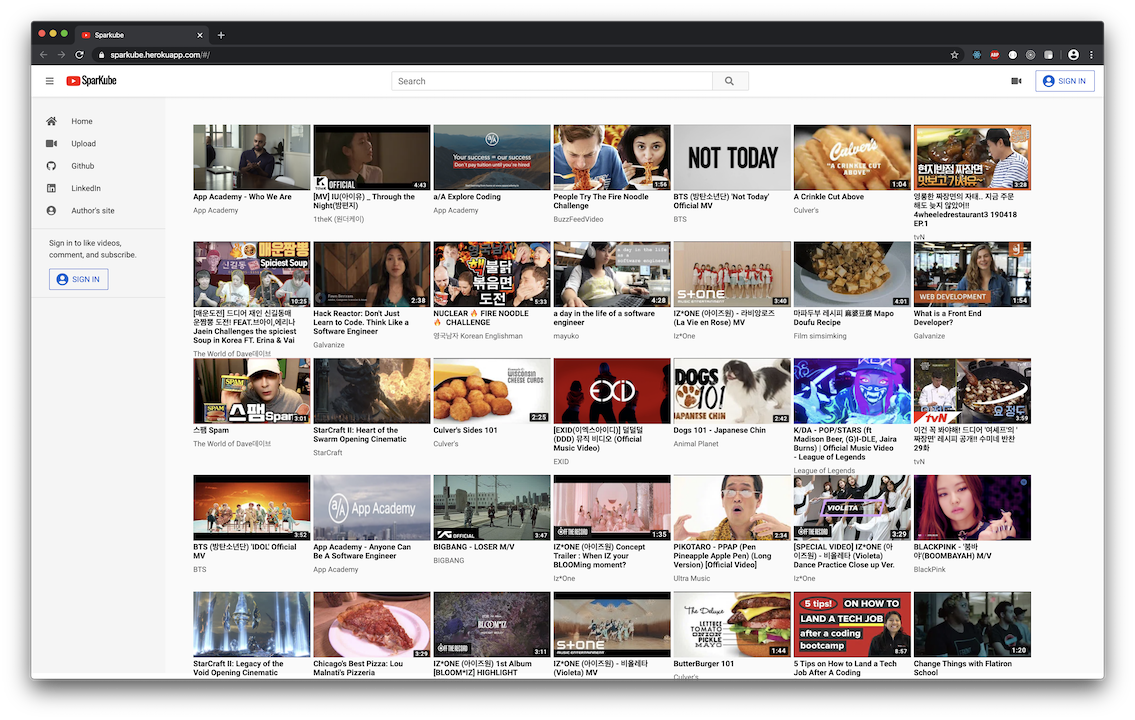 Sparkube
sparkube.herokuapp.com/#/
ABP
SparKube
Search
SIGN IN
Home
Upload
Github
LinkedIn
Author's site
Sign in to like videos,
comment, and subscribe.
SIGN IN
App Academy - Who We Are
App Academy
OFFICIAL
4:43
[MV] IU(아이유) _ Through the
Night(밤편지)
1theK (원더케이)
a/A
Your success = our success
Don't pay tuition until you're hired
a/A Explore Coding
App Academy
1:56
People Try The Fire Noodle
Challenge
BuzzFeedVideo
NOT TODAY
BTS (방탄소년단) 'Not Today'
Official MV
BTS
Culver's
"A CRINKLE CUT
ABOVE"
1:04
A Crinkle Cut Above
Culver's
현지반점 짜장면
맛보고 가셔유~
3:28
영롱한 짜장면의 자태.. 지금 주문
해도 늦지 않았어!!
4wheeledrestaurant3 190418
EP.1
tvN
신길동
매운짬뽕
Spiciest Soup
10:25
[매운도전] 드디어 재인 신길동매
운짬뽕 도전! FEAT.브아이,에리나
Jaein Challenges the spiciest
Soup in Korea FT. Erina & Vai
The World of Dave데이브
2:38
Hack Reactor: Don't Just
Learn to Code. Think Like a
Software Engineer
Galvanize
영국남자
핵불닭
볶음면
도전
5:33
NUCLEAR 🔥 FIRE NOODLE
🔥 CHALLENGE
영국남자 Korean Englishman
a day in the life
as a
software engineer
4:28
a day in the life of a software
engineer
mayuko
STONE
MUSIC ENTERTAINMENT
3:40
IZ*ONE (아이즈원) - 라비앙로즈
(La Vie en Rose) MV
Iz*One
4:01
마파두부 레시피 麻婆豆腐 Mapo
Doufu Recipe
Film simsimking
WEB DEVELOPMENT
1:54
What is a Front End
Developer?
Galvanize
SPAM
SPAM
스팸Spam
3:01
스팸 Spam
The World of Dave데이브
StarCraft II: Heart of the
Swarm Opening Cinematic
StarCraft
WISCONSIN
CHEESE CURDS
2:25
Culver's Sides 101
Culver's
EXID
[EXID(이엑스아이디)] 덜덜덜
(DDD) 뮤직 비디오 (Official
Music Video)
EXID
DOGS
101
JAPANESE CHIN
2:42
Dogs 101 - Japanese Chin
Animal Planet
K/DA - POP/STARS (ft
Madison Beer, (G)I-DLE, Jaira
Burns) | Official Music Video
- League of Legends
League of Legends
tvN
3:59
이건 꼭 봐야해! 드디어 '여셰프'의 '
짜장면' 레시피 공개!! 수미네 반찬
29화
tvN
3:52
BTS (방탄소년단) 'IDOL' Official
MV
BTS
a/A App Academy
App Academy - Anyone Can
Be A Software Engineer
App Academy
YG OFFICIAL
3:47
BIGBANG - LOSER M/V
BIGBANG
OFF THE RECORD
1:35
IZ*ONE (아이즈원) Concept
Trailer : When IZ your
BLOOMing moment?
Iz*One
2:34
PIKOTARO - PPAP (Pen
Pineapple Apple Pen) (Long
Version) [Official Video]
Ultra Music
VIOLETA
OFF THE RECORD
3:29
[SPECIAL VIDEO] IZ*ONE (아
이즈원) - 비올레타 (Violeta)
Dance Practice Close up Ver.
Iz*One
BLACKPINK - '붐바
야'(BOOMBAYAH) M/V
BlackPink
StarCraft II: Legacy of the
Void Opening Cinematic
3:29
Chicago's Best Pizza: Lou
Malnati's Pizzeria
BLOOM*IZ
OFF THE RECORD
3:11
IZ*ONE (아이즈원) 1st Album
[BLOOM*IZ] HIGHLIGHT
STONE
MUSIC ENTERTAINMENT
IZ*ONE (아이즈원) - 비올레타
(Violeta) MV
The Deluxe
LETTUCE
TOMATO
ONION
PICKLE
MAYO
1:44
ButterBurger 101
Culver's
5 tips! ON HOW TO
LAND A TECH JOB
after a coding
bootcamp
8:57
5 Tips on How to Land a Tech
Job After A Coding
1:20
Change Things with Flatiron
School